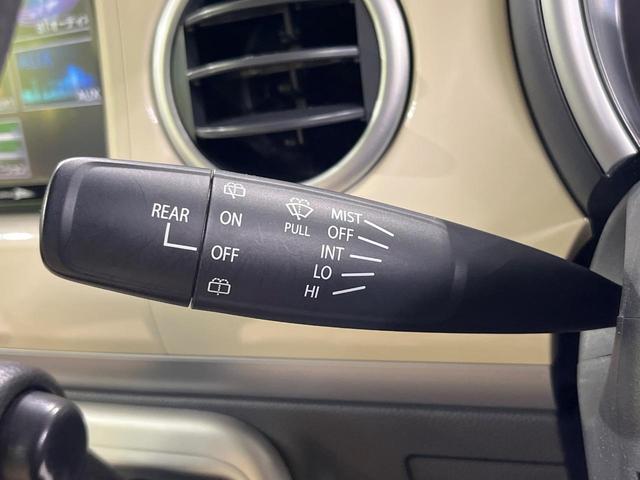 REAR
ON
OFF
PULL
MIST
OFF
INT
LO
HI